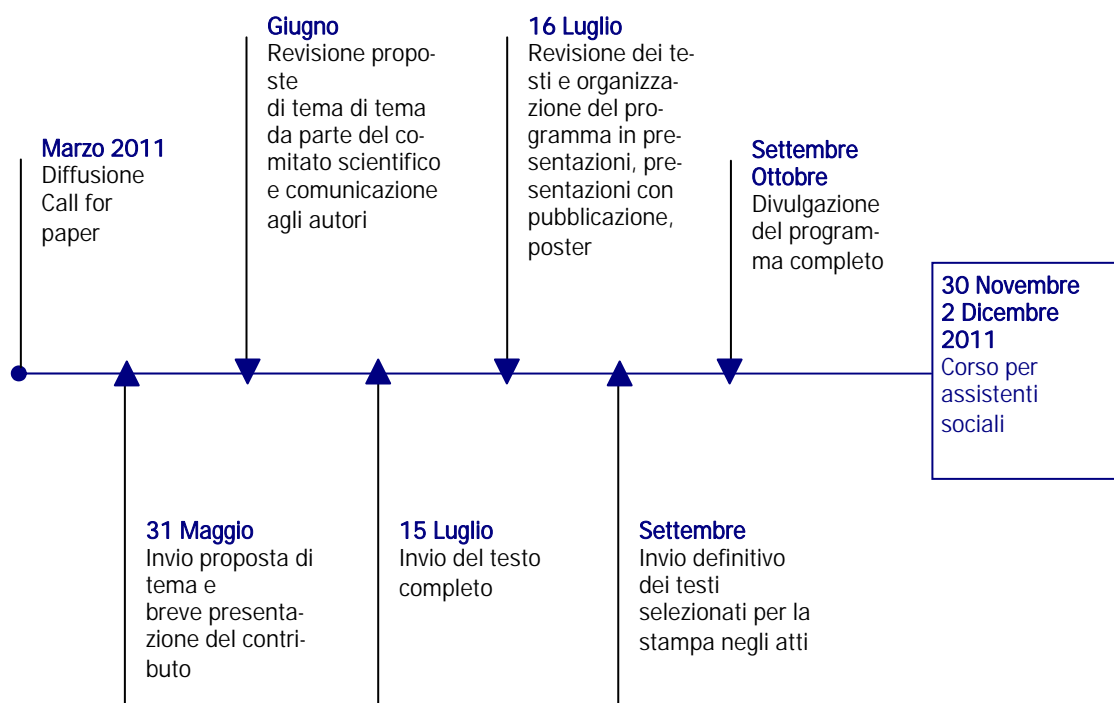 Giugno
Revisione propo-
ste
di tema di tema
da parte del co-
mitato scientifico
e comunicazione
agli autori
16 Luglio
Revisione dei te-
sti e organizza-
zione del pro-
gramma in pre-
sentazioni, pre-
sentazioni con
pubblicazione,
poster
Marzo 2011
Diffusione
Call for
paper
Settembre
Ottobre
Divulgazione
del program-
ma completo
30 Novembre
2 Dicembre
2011
Corso per
assistenti
sociali
31 Maggio
Invio proposta di
tema e
breve presenta-
zione del contri-
buto
15 Luglio
Invio del testo
completo
Settembre
Invio definitivo
dei testi
selezionati per la
stampa negli atti